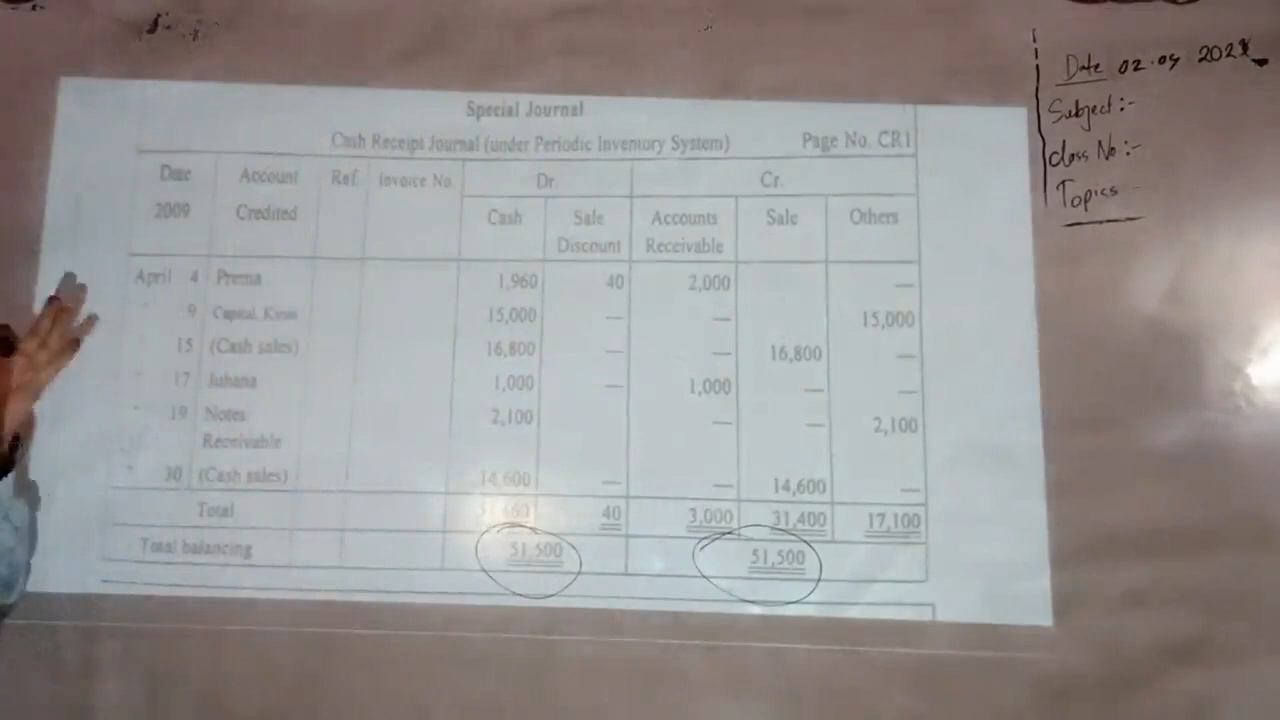 Special Journal
Cash Receipt Journal (under Periodic Inventory System) Page No. CR1
Date Account Ref. Invoice No. Dr. Cr.
2009 Credited Cash Sale Accounts Sale Others
Discount Receivable
April 4 Prema 1,960 40 2,000 —
" 9 Capital, 15,000 — — 15,000
15 (Cash sales) 16,800 — — 16,800 —
" 17 Juhana 1,000 — 1,000 — —
" 19 Notes 2,100 — — 2,100
Receivable
" 30 (Cash sales) 14,600 — — 14,600 —
Total 40 3,000 31,400 17,100
Total balancing 51,500 51,500
Date 02.09
Subject:-
Class No:-
Topics -